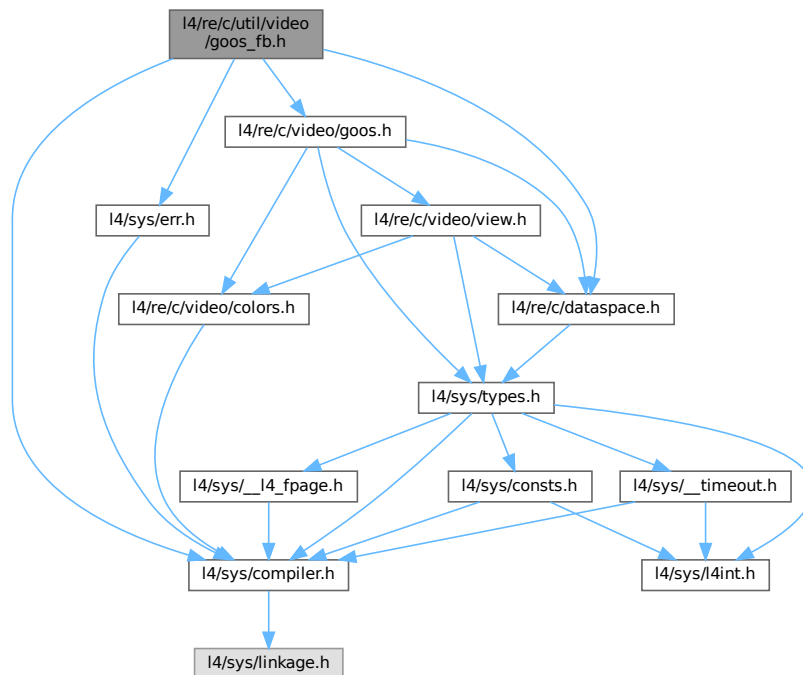 l4/re/c/util/video
/goos_fb.h
l4/re/c/video/goos.h
l4/sys/err.h
l4/re/c/video/view.h
l4/re/c/video/colors.h
l4/re/c/dataspace.h
l4/sys/types.h
l4/sys/__l4_fpage.h
l4/sys/consts.h
l4/sys/__timeout.h
l4/sys/compiler.h
l4/sys/l4int.h
l4/sys/linkage.h